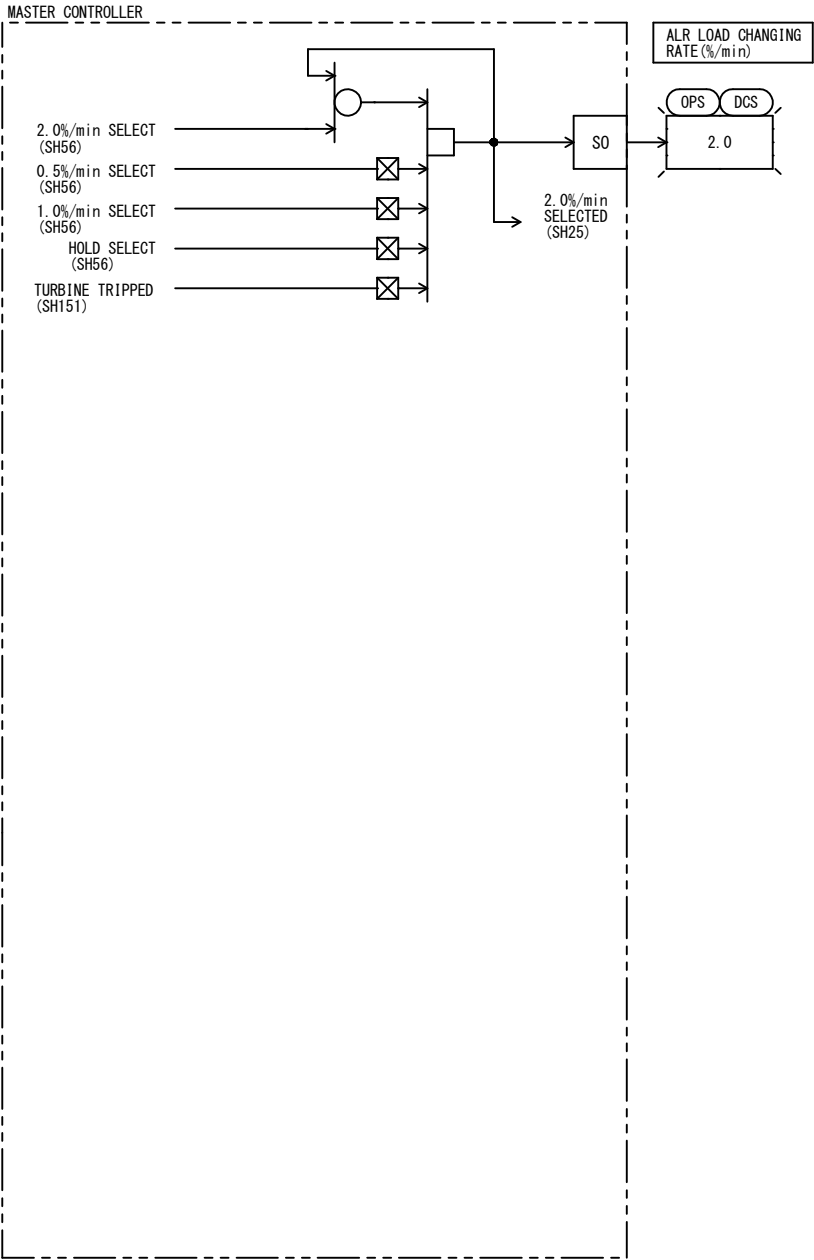 MASTER CONTROLLER
ALR LOAD CHANGING
RATE(%/min)
OPS
DCS
2.0%/min SELECT
(SH56)
SO
2.0
0.5%/min SELECT
(SH56)
1.0%/min SELECT
(SH56)
2.0%/min
SELECTED
(SH25)
HOLD SELECT
(SH56)
TURBINE TRIPPED
(SH151)